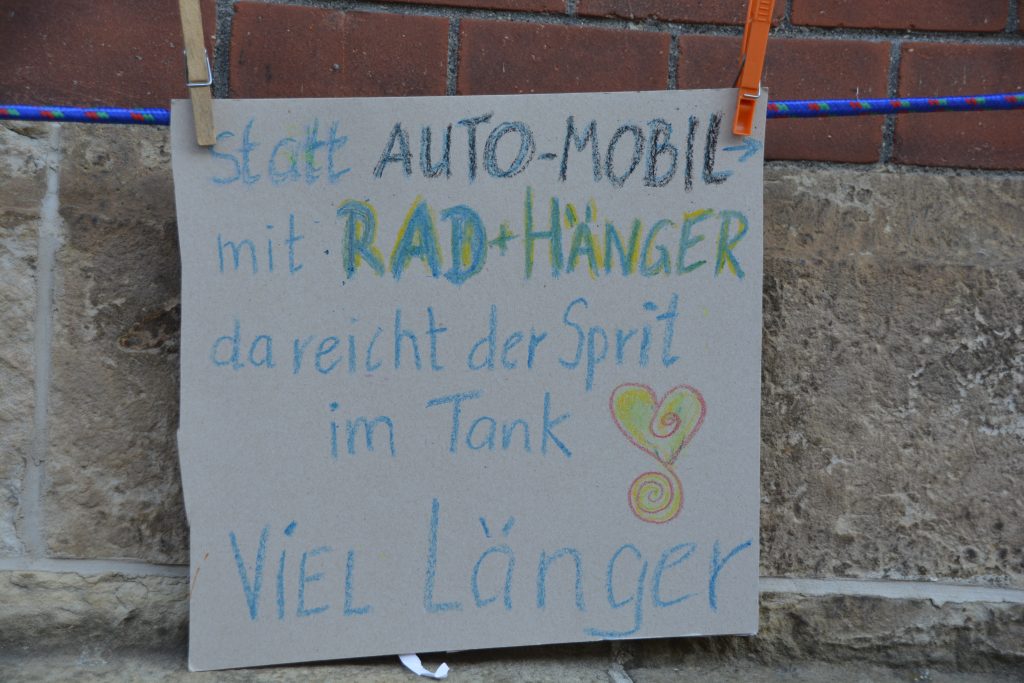 Statt AUTO-MOBIL →
mit RAD+HÄNGER
da reicht der Sprit
im Tank
VIEL Länger